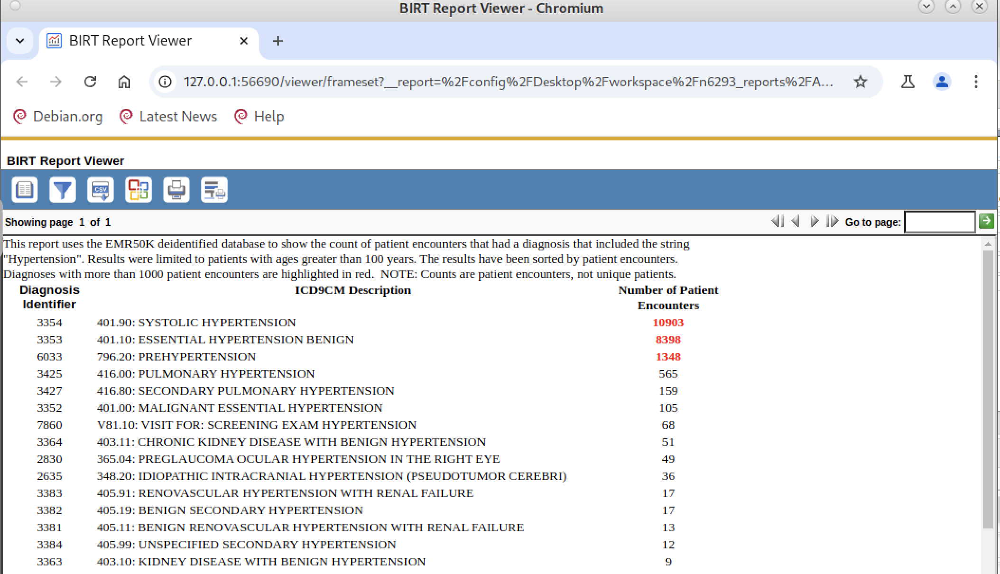 BIRT Report Viewer - Chromium
BIRT Report Viewer
127.0.0.1:56690/viewer/frameset?__report=%2Fconfig%2FDesktop%2Fworkspace%2Fn6293_reports%2FA...
Debian.org Latest News Help
BIRT Report Viewer
CSV
Showing page 1 of 1 Go to page:
This report uses the EMR50K deidentified database to show the count of patient encounters that had a diagnosis that included the string
"Hypertension". Results were limited to patients with ages greater than 100 years. The results have been sorted by patient encounters.
Diagnoses with more than 1000 patient encounters are highlighted in red. NOTE: Counts are patient encounters, not unique patients.
Diagnosis ICD9CM Description Number of Patient
Identifier Encounters
3354 401.90: SYSTOLIC HYPERTENSION 10903
3353 401.10: ESSENTIAL HYPERTENSION BENIGN 8398
6033 796.20: PREHYPERTENSION 1348
3425 416.00: PULMONARY HYPERTENSION 565
3427 416.80: SECONDARY PULMONARY HYPERTENSION 159
3352 401.00: MALIGNANT ESSENTIAL HYPERTENSION 105
7860 V81.10: VISIT FOR: SCREENING EXAM HYPERTENSION 68
3364 403.11: CHRONIC KIDNEY DISEASE WITH BENIGN HYPERTENSION 51
2830 365.04: PREGLAUCOMA OCULAR HYPERTENSION IN THE RIGHT EYE 49
2635 348.20: IDIOPATHIC INTRACRANIAL HYPERTENSION (PSEUDOTUMOR CEREBRI) 36
3383 405.91: RENOVASCULAR HYPERTENSION WITH RENAL FAILURE 17
3382 405.19: BENIGN SECONDARY HYPERTENSION 17
3381 405.11: BENIGN RENOVASCULAR HYPERTENSION WITH RENAL FAILURE 13
3384 405.99: UNSPECIFIED SECONDARY HYPERTENSION 12
3363 403.10: KIDNEY DISEASE WITH BENIGN HYPERTENSION 9